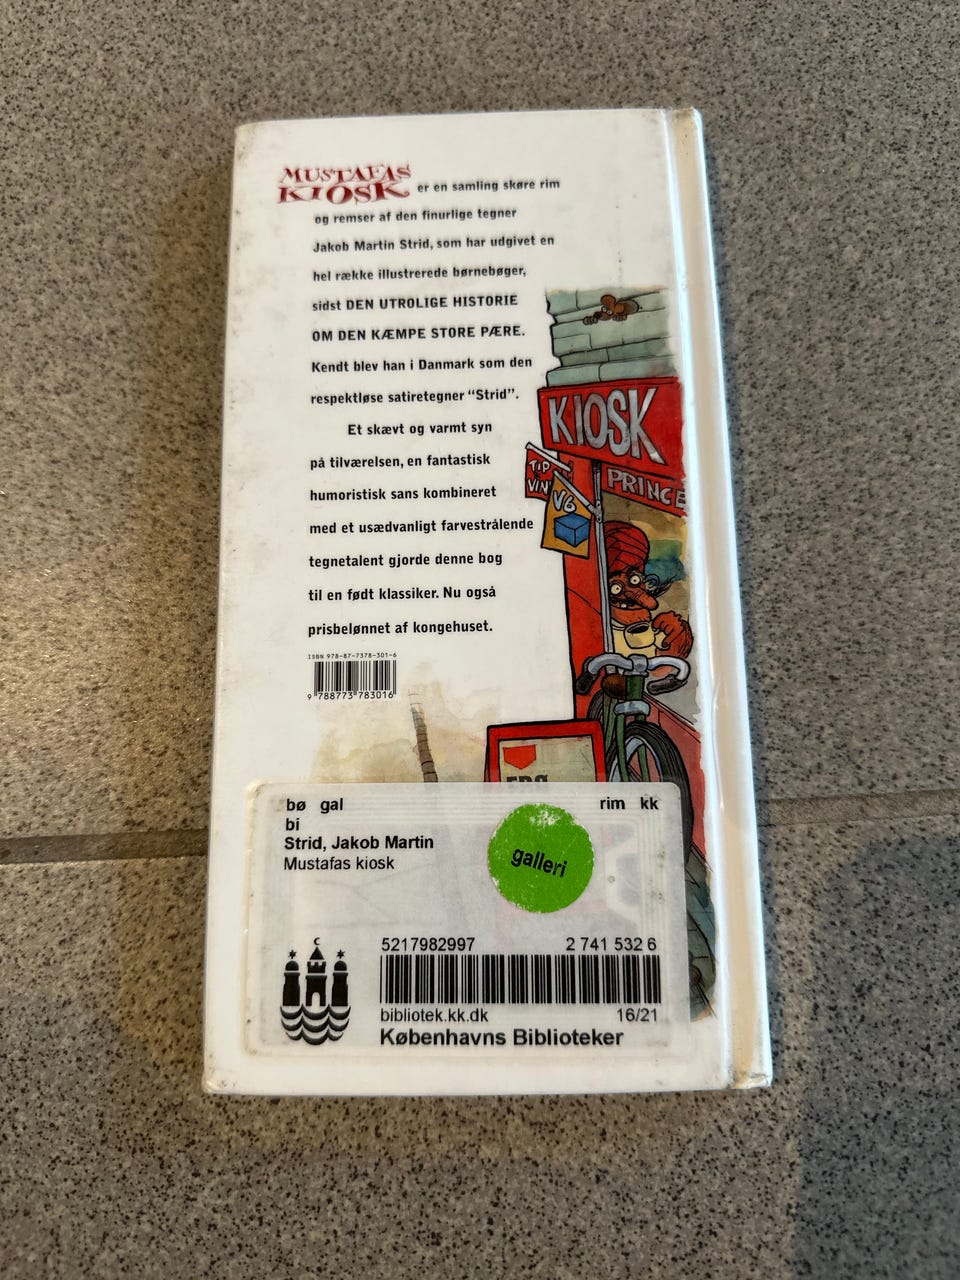 MUSTAFAS
KIOSK er en samling skøre rim
og remser af den finurlige tegner
Jakob Martin Strid, som har udgivet en
hel række illustrerede børnebøger,
sidst DEN UTROLIGE HISTORIE
OM DEN KÆMPE STORE PÆRE.
Kendt blev han i Danmark som den
respektløse satiretegner “Strid”.
Et skævt og varmt syn
på tilværelsen, en fantastisk
humoristisk sans kombineret
med et usædvanligt farvestrålende
tegnetalent gjorde denne bog
til en født klassiker. Nu også
prisbelønnet af kongehuset.
KIOSK
PRINCE
TIP
VIN
V6
ISBN 978-87-7378-301-6
9 788773 783016
bø gal rim kk
bi
Strid, Jakob Martin
Mustafas kiosk
galleri
5217982997 2 741 532 6
bibliotek.kk.dk 16/21
Københavns Biblioteker